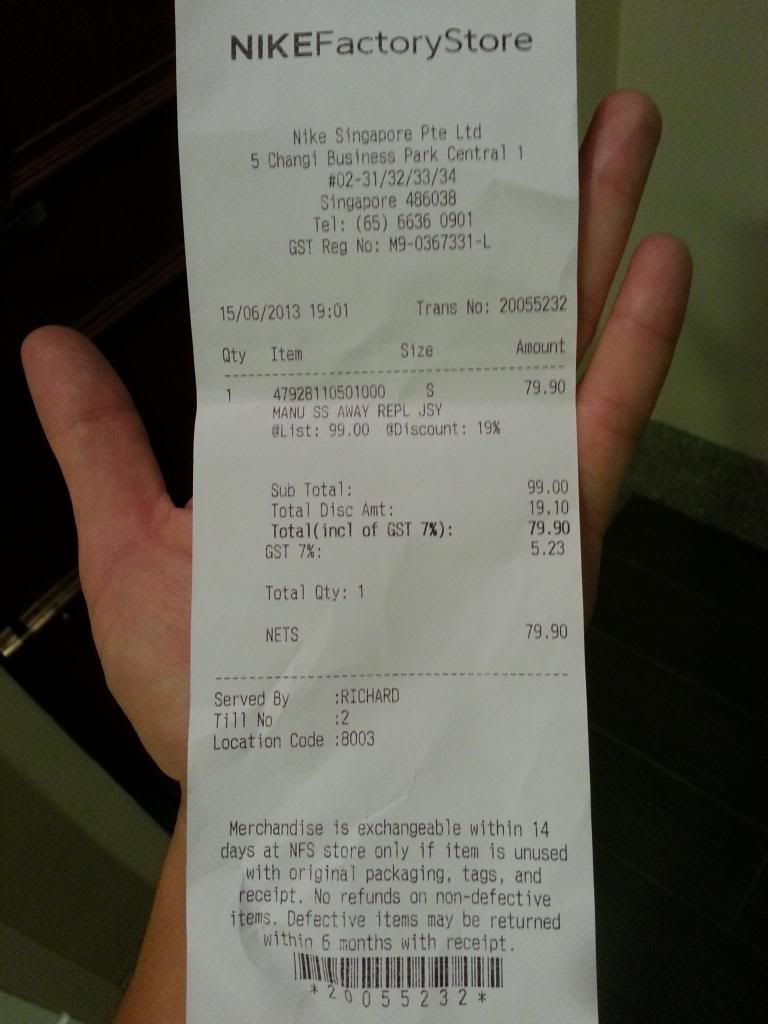 NIKEFactoryStore
Nike Singapore Pte Ltd
5 Changi Business Park Central 1
#02-31/32/33/34
Singapore 486038
Tel: (65) 6636 0901
GST Reg No: M9-0367331-L
15/06/2013 19:01 Trans No: 20055232
Qty Item Size Amount
1 47928110501000 S 79.90
MANU SS AWAY REPL JSY
@List: 99.00 @Discount: 19%
Sub Total: 99.00
Total Disc Amt: 19.10
Total(incl of GST 7%): 79.90
GST 7%: 5.23
Total Qty: 1
NETS 79.90
Served By :RICHARD
Till No :2
Location Code :8003
Merchandise is exchangeable within 14
days at NFS store only if item is unused
with original packaging, tags, and
receipt. No refunds on non-defective
items. Defective items may be returned
within 6 months with receipt.
*20055232*